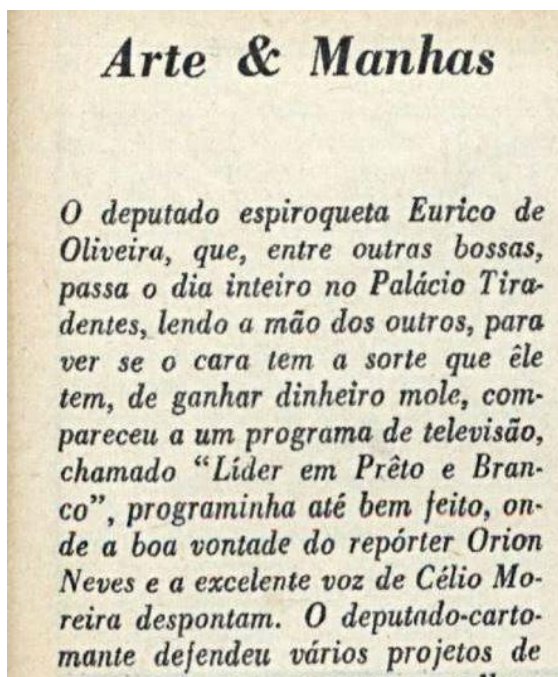 Arte & Manhas
O deputado espiroqueta Eurico de
Oliveira, que, entre outras bossas,
passa o dia inteiro no Palácio Tira-
dentes, lendo a mão dos outros, para
ver se o cara tem a sorte que êle
tem, de ganhar dinheiro mole, com-
pareceu a um programa de televisão,
chamado “Líder em Prêto e Bran-
co”, programinha até bem feito, on-
de a boa vontade do repórter Orion
Neves e a excelente voz de Célio Mo-
reira despontam. O deputado-carto-
mante defendeu vários projetos de